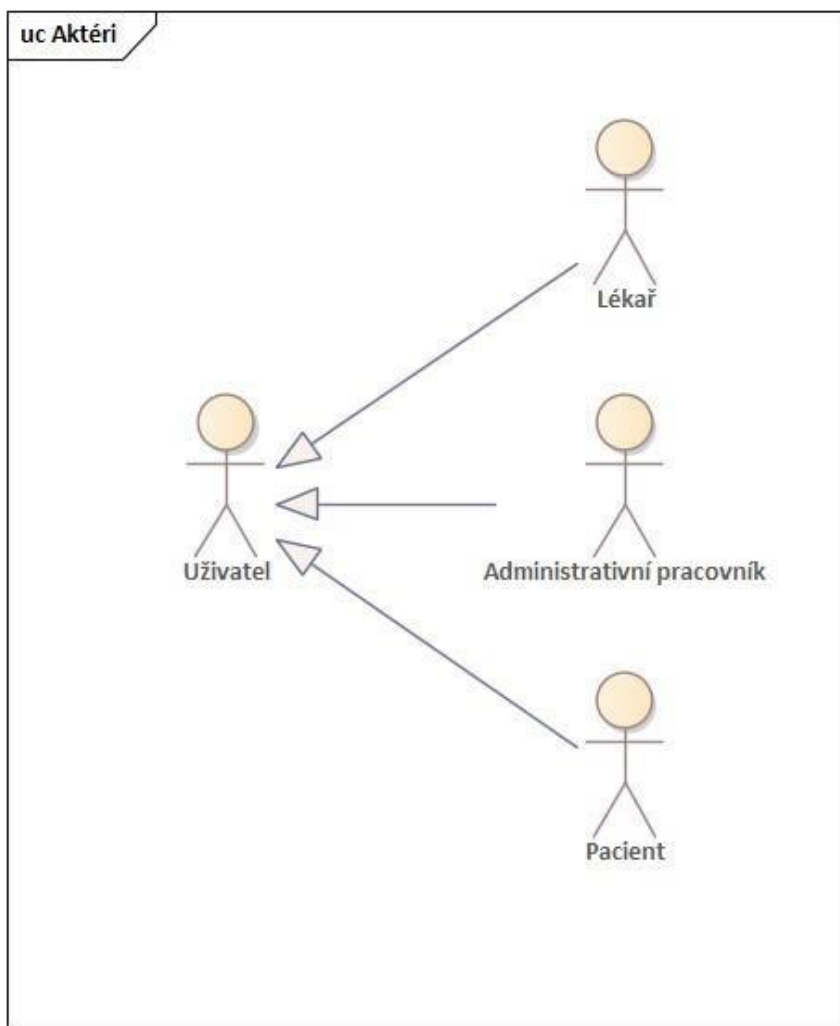 uc Aktéri
Lékař
Uživatel
Administrativní pracovník
Pacient